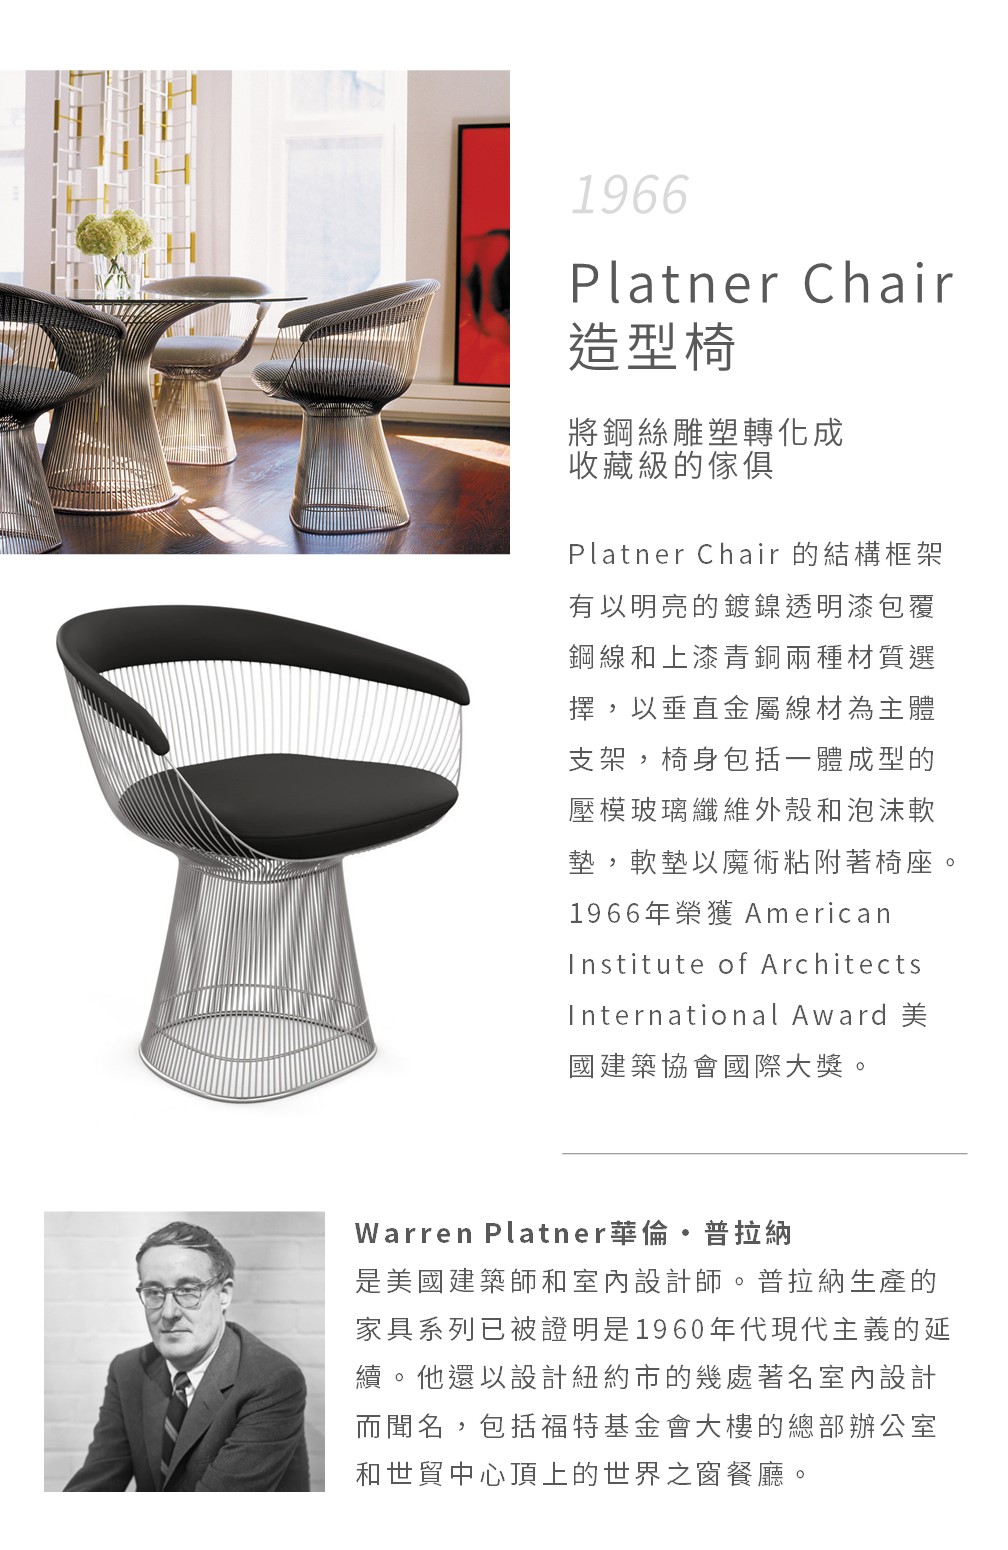 1966
Platner Chair
造型椅
將鋼絲雕塑轉化成
收藏級的傢俱
Platner Chair 的結構框架
有以明亮的鍍鎳透明漆包覆
鋼線和上漆青銅兩種材質選
擇，以垂直金屬線材為主體
支架，椅身包括一體成型的
壓模玻璃纖維外殼和泡沫軟
墊，軟墊以魔術粘附著椅座。
1966年榮獲 American
Institute of Architects
International Award 美
國建築協會國際大獎。
Warren Platner華倫・普拉納
是美國建築師和室內設計師。普拉納生產的
家具系列已被證明是1960年代現代主義的延
續。他還以設計紐約市的幾處著名室內設計
而聞名，包括福特基金會大樓的總部辦公室
和世貿中心頂上的世界之窗餐廳。